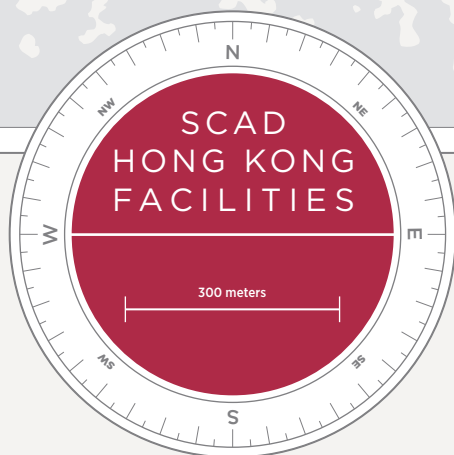 N
NW
NE
SCAD
HONG KONG
FACILITIES
W
E
300 meters
SW
SE
S